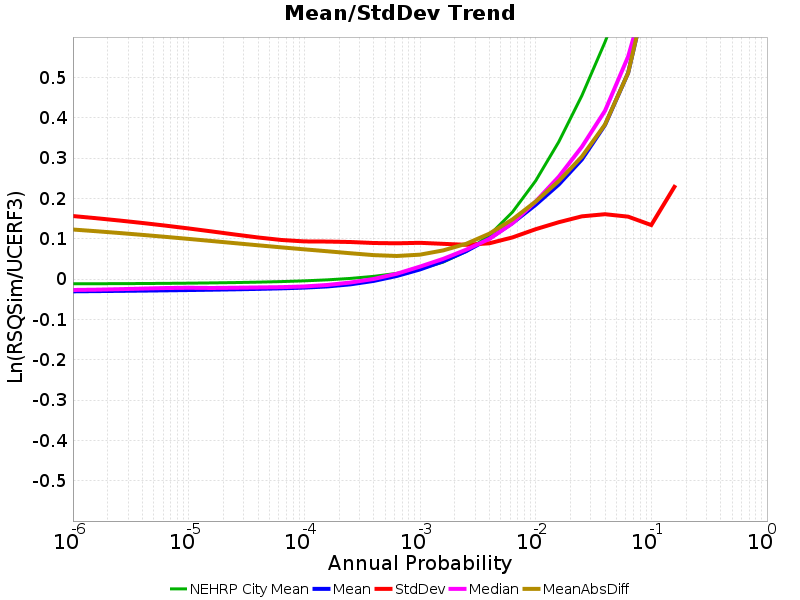 Mean/StdDev Trend
Ln(RSQSim/UCERF3)
0.5
0.4
0.3
0.2
0.1
0
-0.1
-0.2
-0.3
-0.4
-0.5
10^-6 10^-5 10^-4 10^-3 10^-2 10^-1 10^0
Annual Probability
NEHRP City Mean Mean StdDev Median MeanAbsDiff